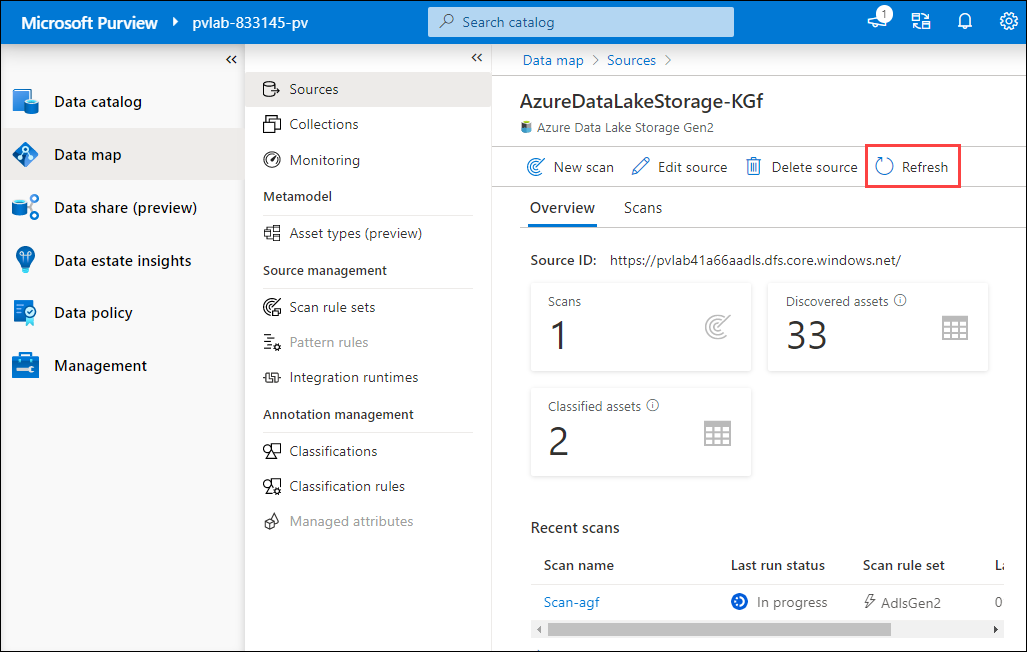 Microsoft Purview pvlab-833145-pv Search catalog 1
Data catalog
Data map
Data share (preview)
Data estate insights
Data policy
Management
Sources
Collections
Monitoring
Metamodel
Asset types (preview)
Source management
Scan rule sets
Pattern rules
Integration runtimes
Annotation management
Classifications
Classification rules
Managed attributes
Data map > Sources >
AzureDataLakeStorage-KGf
Azure Data Lake Storage Gen2
New scan Edit source Delete source Refresh
Overview Scans
Source ID: https://pvlab41a66aadls.dfs.core.windows.net/
Scans
1
Discovered assets
33
Classified assets
2
Recent scans
Scan name Last run status Scan rule set
Scan-agf In progress AdlsGen2 0